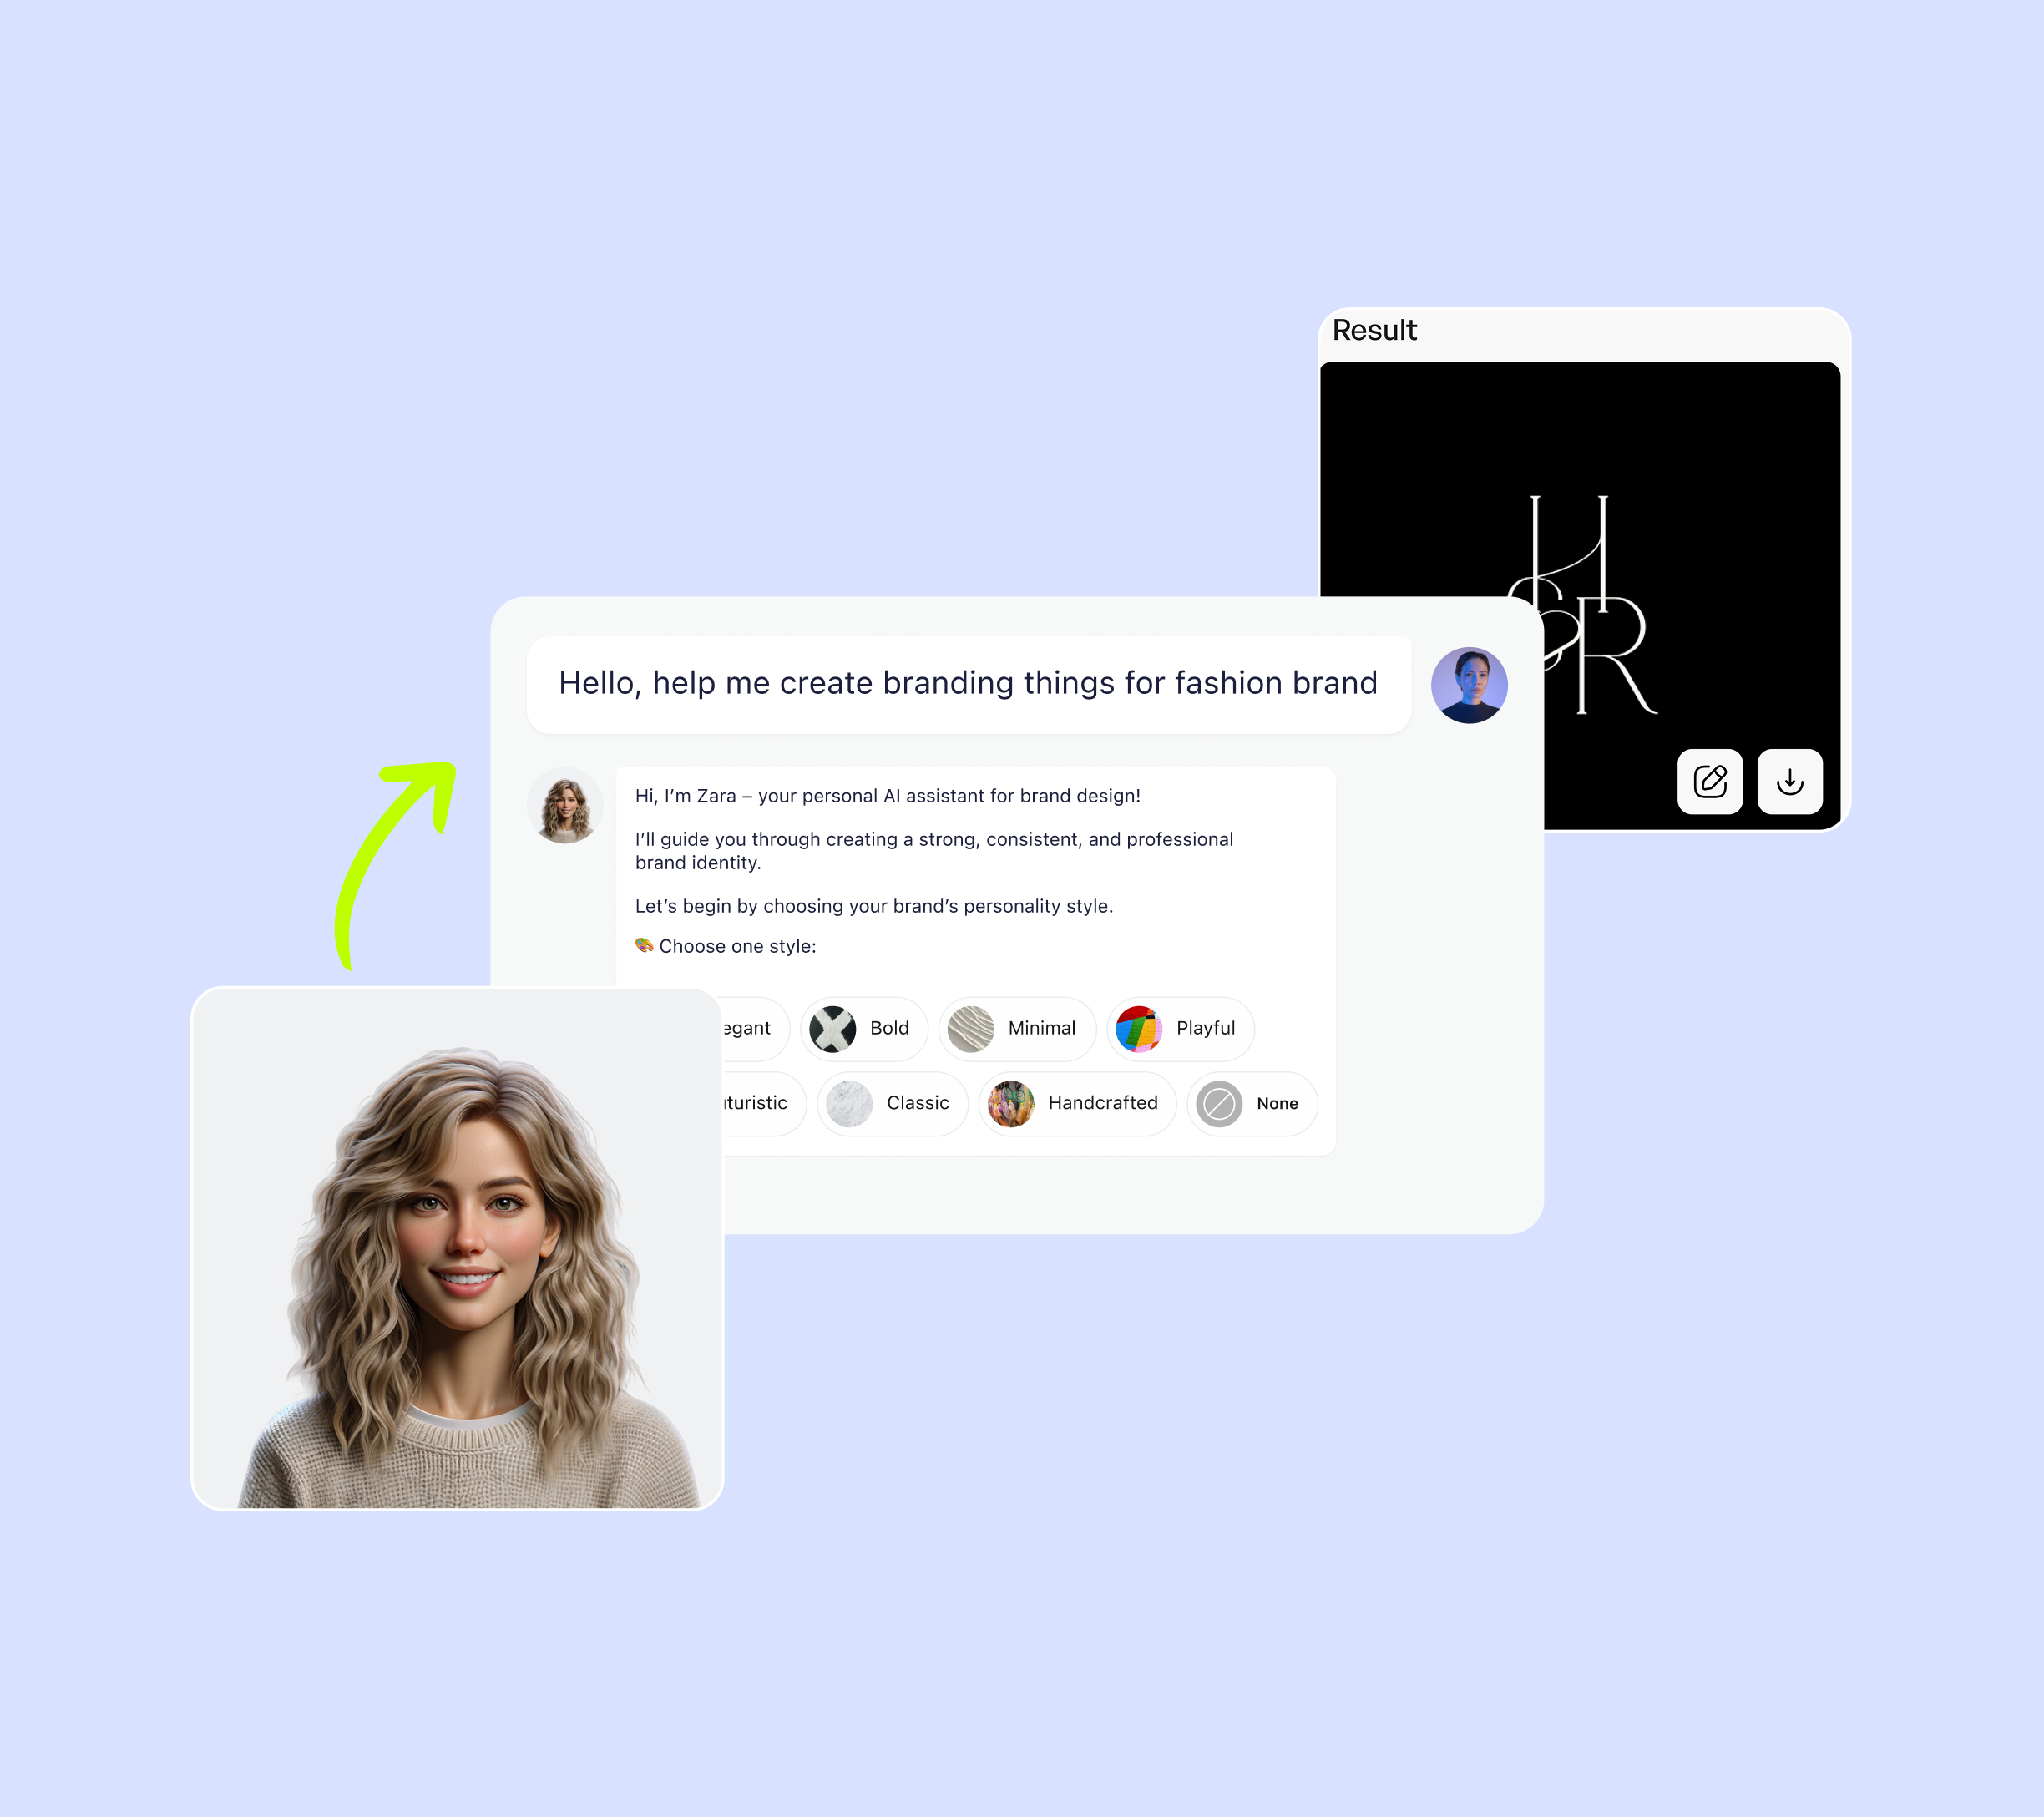 Result
H
&R
Hello, help me create branding things for fashion brand
Hi, I’m Zara – your personal AI assistant for brand design!
I’ll guide you through creating a strong, consistent, and professional
brand identity.
Let’s begin by choosing your brand’s personality style.
🎨 Choose one style:
egant Bold Minimal Playful
uturistic Classic Handcrafted None